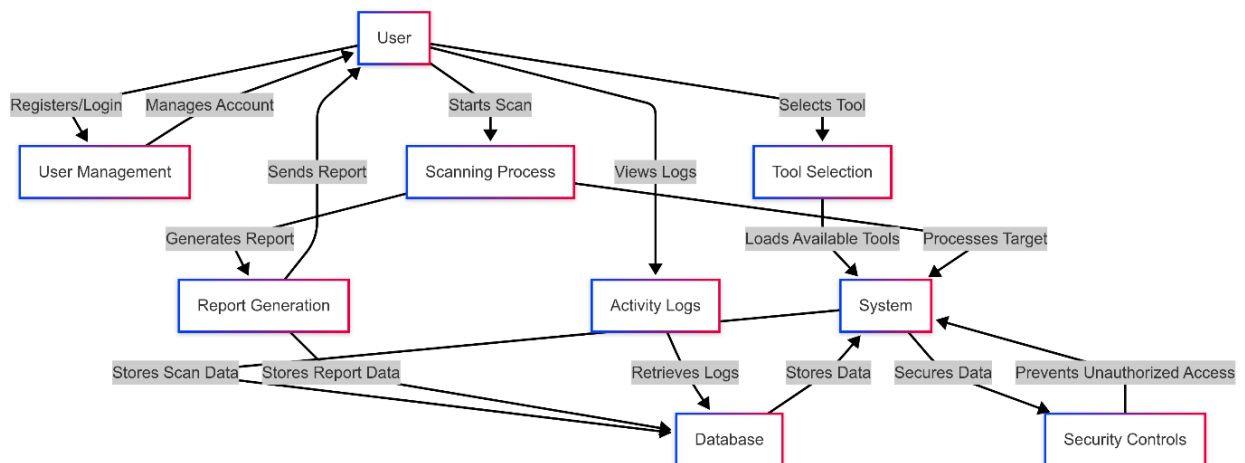 User
Registers/Login
Manages Account
Starts Scan
Selects Tool
User Management
Sends Report
Scanning Process
Views Logs
Tool Selection
Generates Report
Loads Available Tools
Processes Target
Report Generation
Activity Logs
System
Stores Scan Data
Stores Report Data
Retrieves Logs
Stores Data
Secures Data
Prevents Unauthorized Access
Database
Security Controls